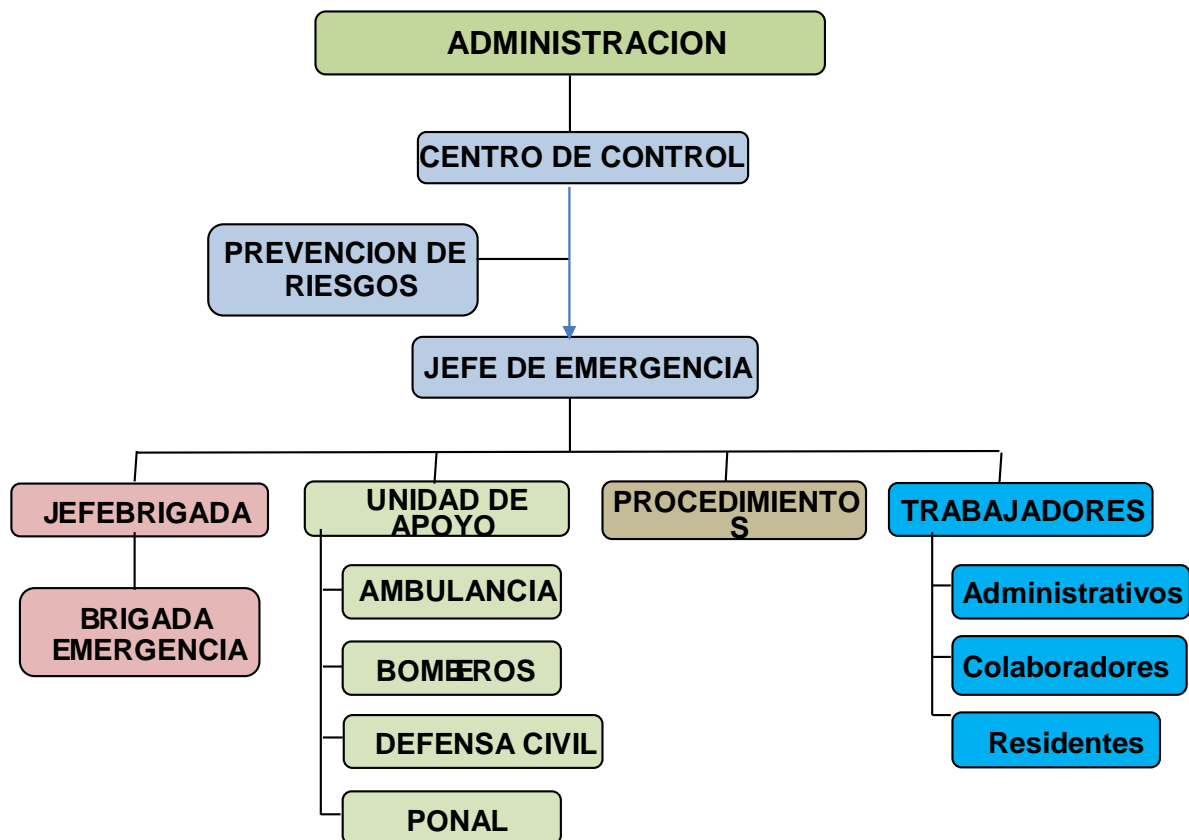 ADMINISTRACION
CENTRO DE CONTROL
PREVENCION DE
RIESGOS
JEFE DE EMERGENCIA
JEFEBRIGADA
UNIDAD DE
APOYO
PROCEDIMIENTO
S
TRABAJADORES
BRIGADA
EMERGENCIA
AMBULANCIA
BOMBEROS
DEFENSA CIVIL
PONAL
Administrativos
Colaboradores
Residentes